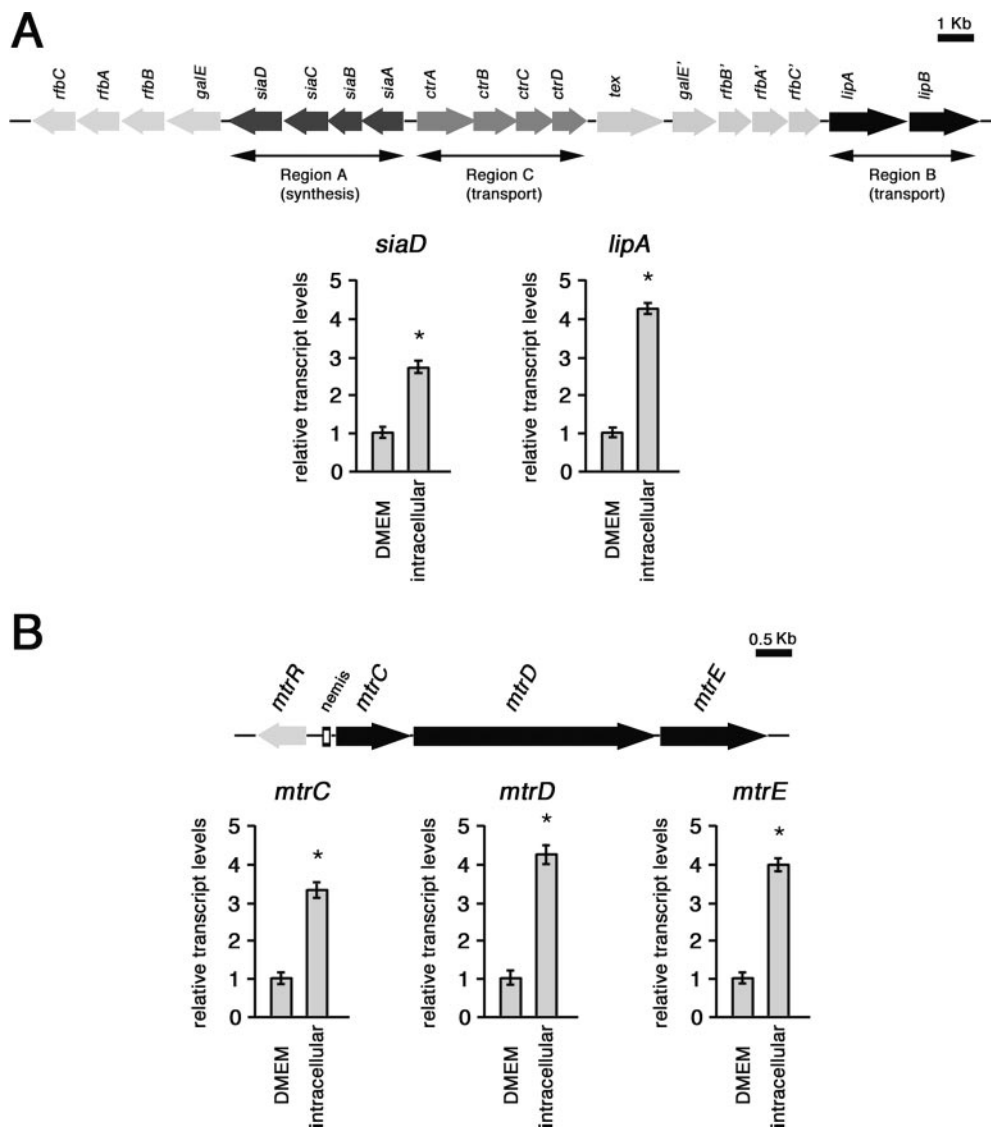 A
1 Kb
rfbC rfbA rfbB galE siaD siaC siaB siaA ctrA ctrB ctrC ctrD tex galE' rfbB' rfbA' rfbC' lipA lipB
Region A
(synthesis)
Region C
(transport)
Region B
(transport)
siaD
relative transcript levels
5
4
3
2
1
0
*
DMEM
intracellular
lipA
relative transcript levels
5
4
3
2
1
0
*
DMEM
intracellular
B
0.5 Kb
mtrR nemis mtrC mtrD mtrE
mtrC
relative transcript levels
5
4
3
2
1
0
*
DMEM
intracellular
mtrD
relative transcript levels
5
4
3
2
1
0
*
DMEM
intracellular
mtrE
relative transcript levels
5
4
3
2
1
0
*
DMEM
intracellular